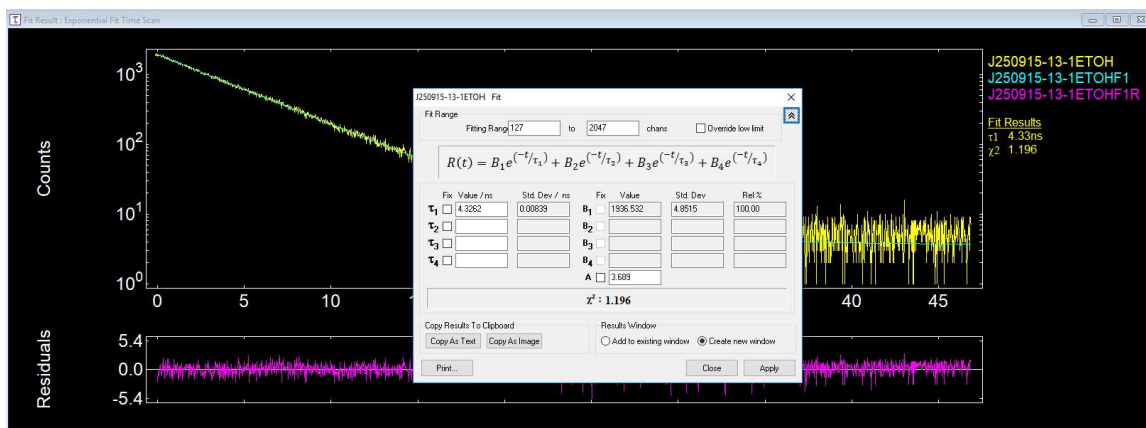 Fit Result : Exponential Fit Time Scan
Counts
10³
10²
10¹
10⁰
0 5 10 40 45
J250915-13-1ETOH
J250915-13-1ETOHF1
J250915-13-1ETOHF1R
Fit Results
τ1 4.33ns
χ2 1.196
J250915-13-1ETOH Fit
Fit Range
Fitting Rang 127 to 2047 chans Override low limit
R(t) = B₁e^(-t/τ₁) + B₂e^(-t/τ₂) + B₃e^(-t/τ₃) + B₄e^(-t/τ₄)
Fix Value / ns Std. Dev / ns Fix Value Std. Dev Rel %
τ₁ 4.3262 0.00839 B₁ 1936.532 4.8515 100.00
τ₂ B₂
τ₃ B₃
τ₄ B₄
A 3.689
χ² : 1.196
Copy Results To Clipboard
Copy As Text Copy As Image
Results Window
Add to existing window Create new window
Print... Close Apply
Residuals
5.4
0.0
-5.4